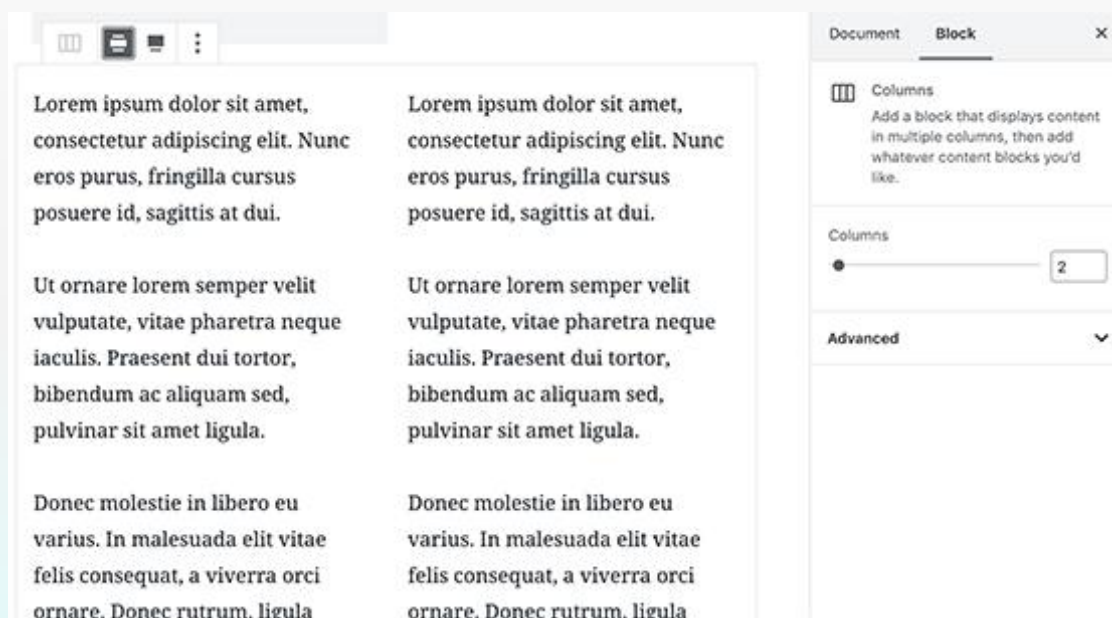 Lorem ipsum dolor sit amet,
consectetur adipiscing elit. Nunc
eros purus, fringilla cursus
posuere id, sagittis at dui.
Ut ornare lorem semper velit
vulputate, vitae pharetra neque
iaculis. Praesent dui tortor,
bibendum ac aliquam sed,
pulvinar sit amet ligula.
Donec molestie in libero eu
varius. In malesuada elit vitae
felis consequat, a viverra orci
ornare. Donec rutrum, ligula
Lorem ipsum dolor sit amet,
consectetur adipiscing elit. Nunc
eros purus, fringilla cursus
posuere id, sagittis at dui.
Ut ornare lorem semper velit
vulputate, vitae pharetra neque
iaculis. Praesent dui tortor,
bibendum ac aliquam sed,
pulvinar sit amet ligula.
Donec molestie in libero eu
varius. In malesuada elit vitae
felis consequat, a viverra orci
ornare. Donec rutrum, ligula
Document Block
Columns
Add a block that displays content
in multiple columns, then add
whatever content blocks you'd
like.
Columns
2
Advanced